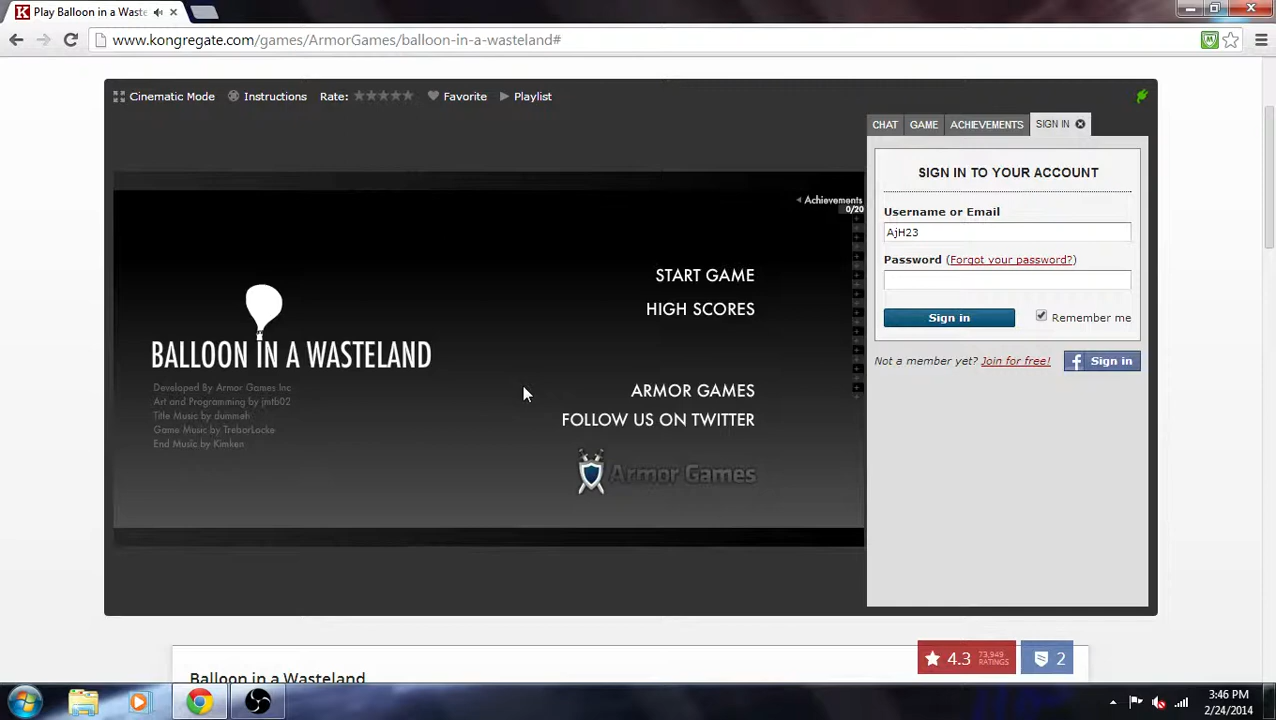 Play Balloon in a Waste
www.kongregate.com/games/ArmorGames/balloon-in-a-wasteland#
Cinematic Mode
Instructions
Rate:
Favorite
Playlist
CHAT
GAME
ACHIEVEMENTS
SIGN IN
SIGN IN TO YOUR ACCOUNT
Username or Email
AjH23
Password (Forgot your password?)
Sign in
Remember me
Not a member yet? Join for free!
f Sign in
Achievements
0/20
START GAME
HIGH SCORES
BALLOON IN A WASTELAND
Developed By Armor Games Inc
Art and Programming by jmtb02
Title Music by dummeh
Game Music by TreborLocke
End Music by Kimken
ARMOR GAMES
FOLLOW US ON TWITTER
Armor Games
4.3
73,949
RATINGS
2
Balloon in a Wasteland
3:46 PM
2/24/2014